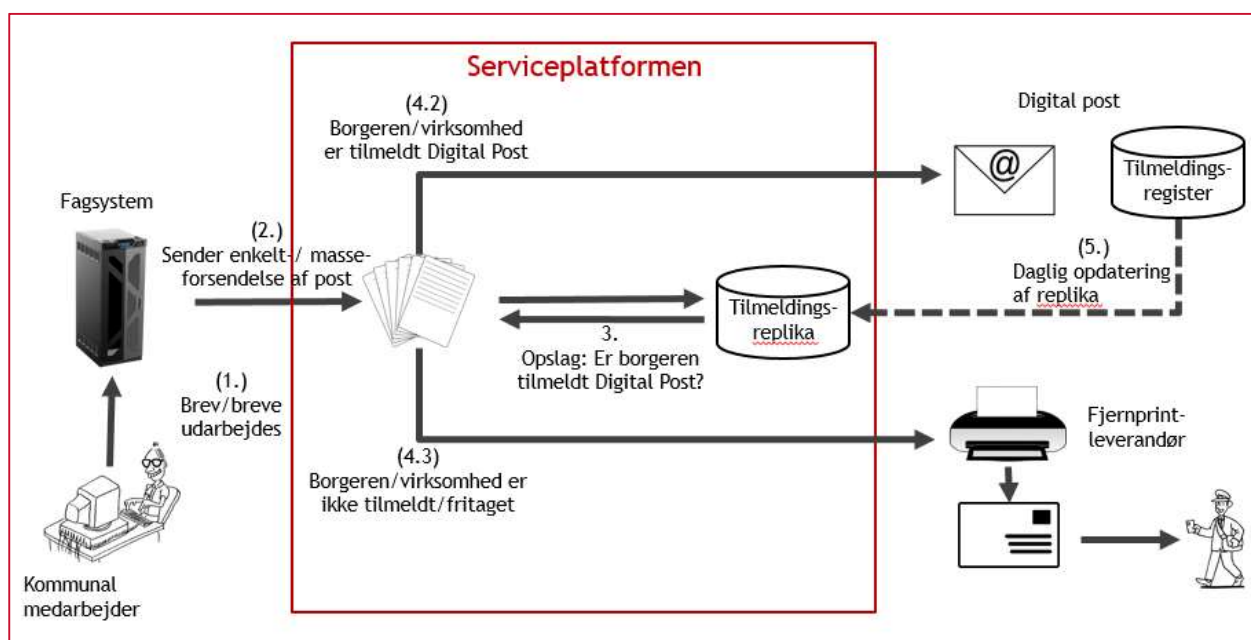 Serviceplatformen
(4.2)
Borgeren/virksomhed
er tilmeldt Digital Post
Digital post
@
Tilmeldings-
register
Fagsystem
(2.)
Sender enkelt-/ masse-
forsendelse af post
(5.)
Daglig opdatering
af replika
Tilmeldings-
replika
3.
Opslag: Er borgeren
tilmeldt Digital Post?
(1.)
Brev/breve
udarbejdes
Fjernprint-
leverandør
(4.3)
Borgeren/virksomhed er
ikke tilmeldt/fritaget
Kommunal
medarbejder